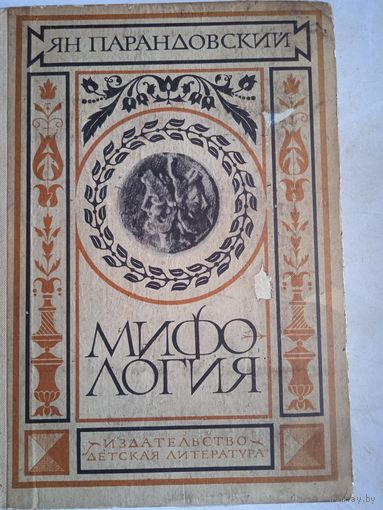 ЯН ПАРАНДОВСКИЙ
МИФО
ЛОГИЯ
ИЗДАТЕЛЬСТВО
"ДЕТСКАЯ ЛИТЕРАТУРА"